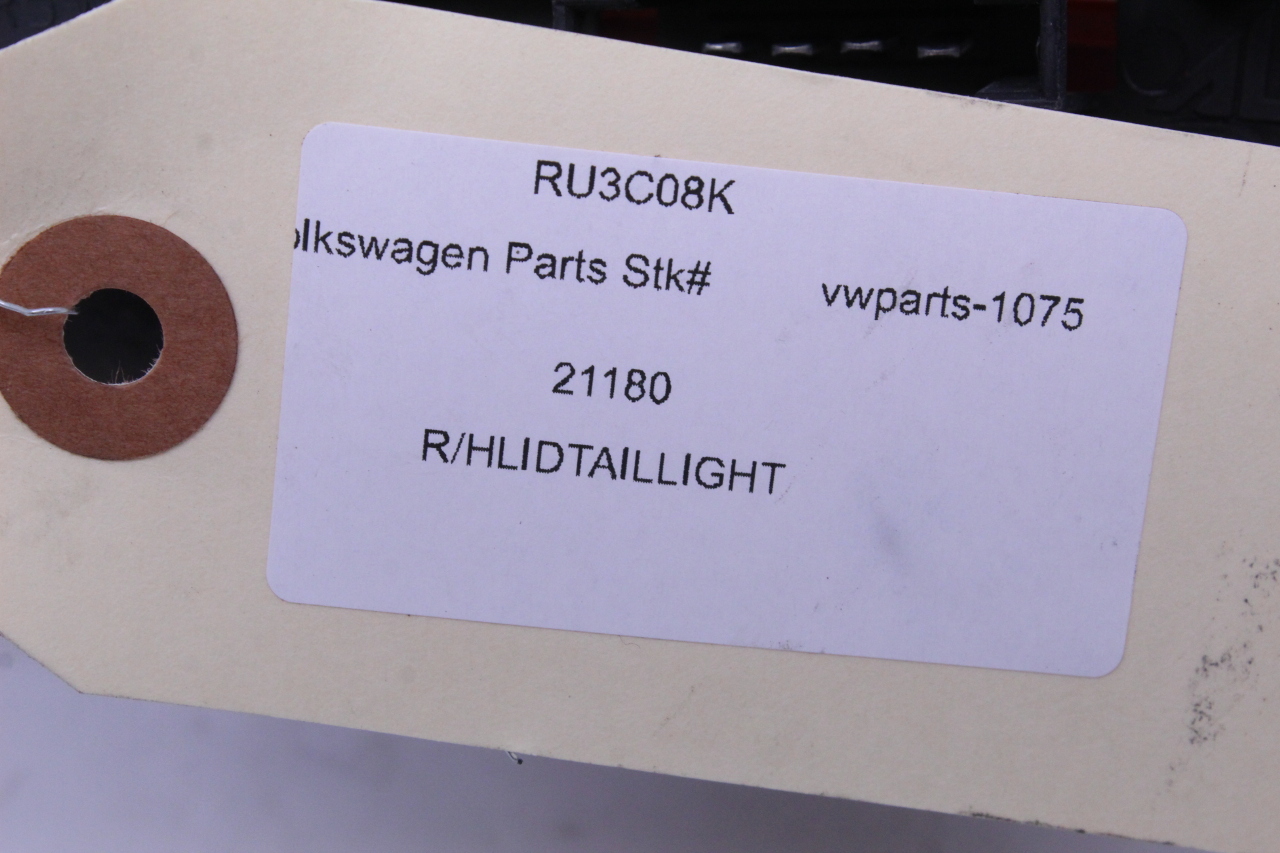 RU3C08K
olkswagen Parts Stk# vwparts-1075
21180
R/HLIDTAILLIGHT